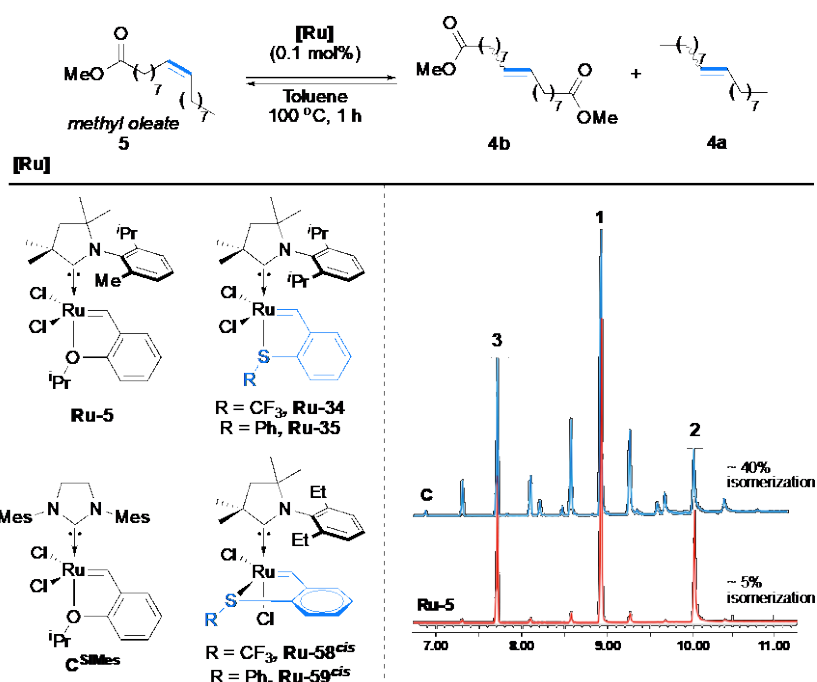 [Ru]
(0.1 mol%)
Toluene
100 °C, 1 h
O
MeO
( )7
( )7
methyl oleate
5
O
MeO
( )7
( )7
O
OMe
4b
+
( )7
( )7
4a
[Ru]
N
iPr
Me
Cl
Cl
Ru
O
iPr
Ru-5
N
iPr
iPr
Cl
Cl
Ru
S
R
R = CF3, Ru-34
R = Ph, Ru-35
Mes
N
N
Mes
Cl
Cl
Ru
O
iPr
CSIMes
N
Et
Et
Cl
Ru
S
R
Cl
R = CF3, Ru-58cis
R = Ph, Ru-59cis
1
3
2
C
~ 40%
isomerization
Ru-5
~ 5%
isomerization
7.00 8.00 9.00 10.00 11.00